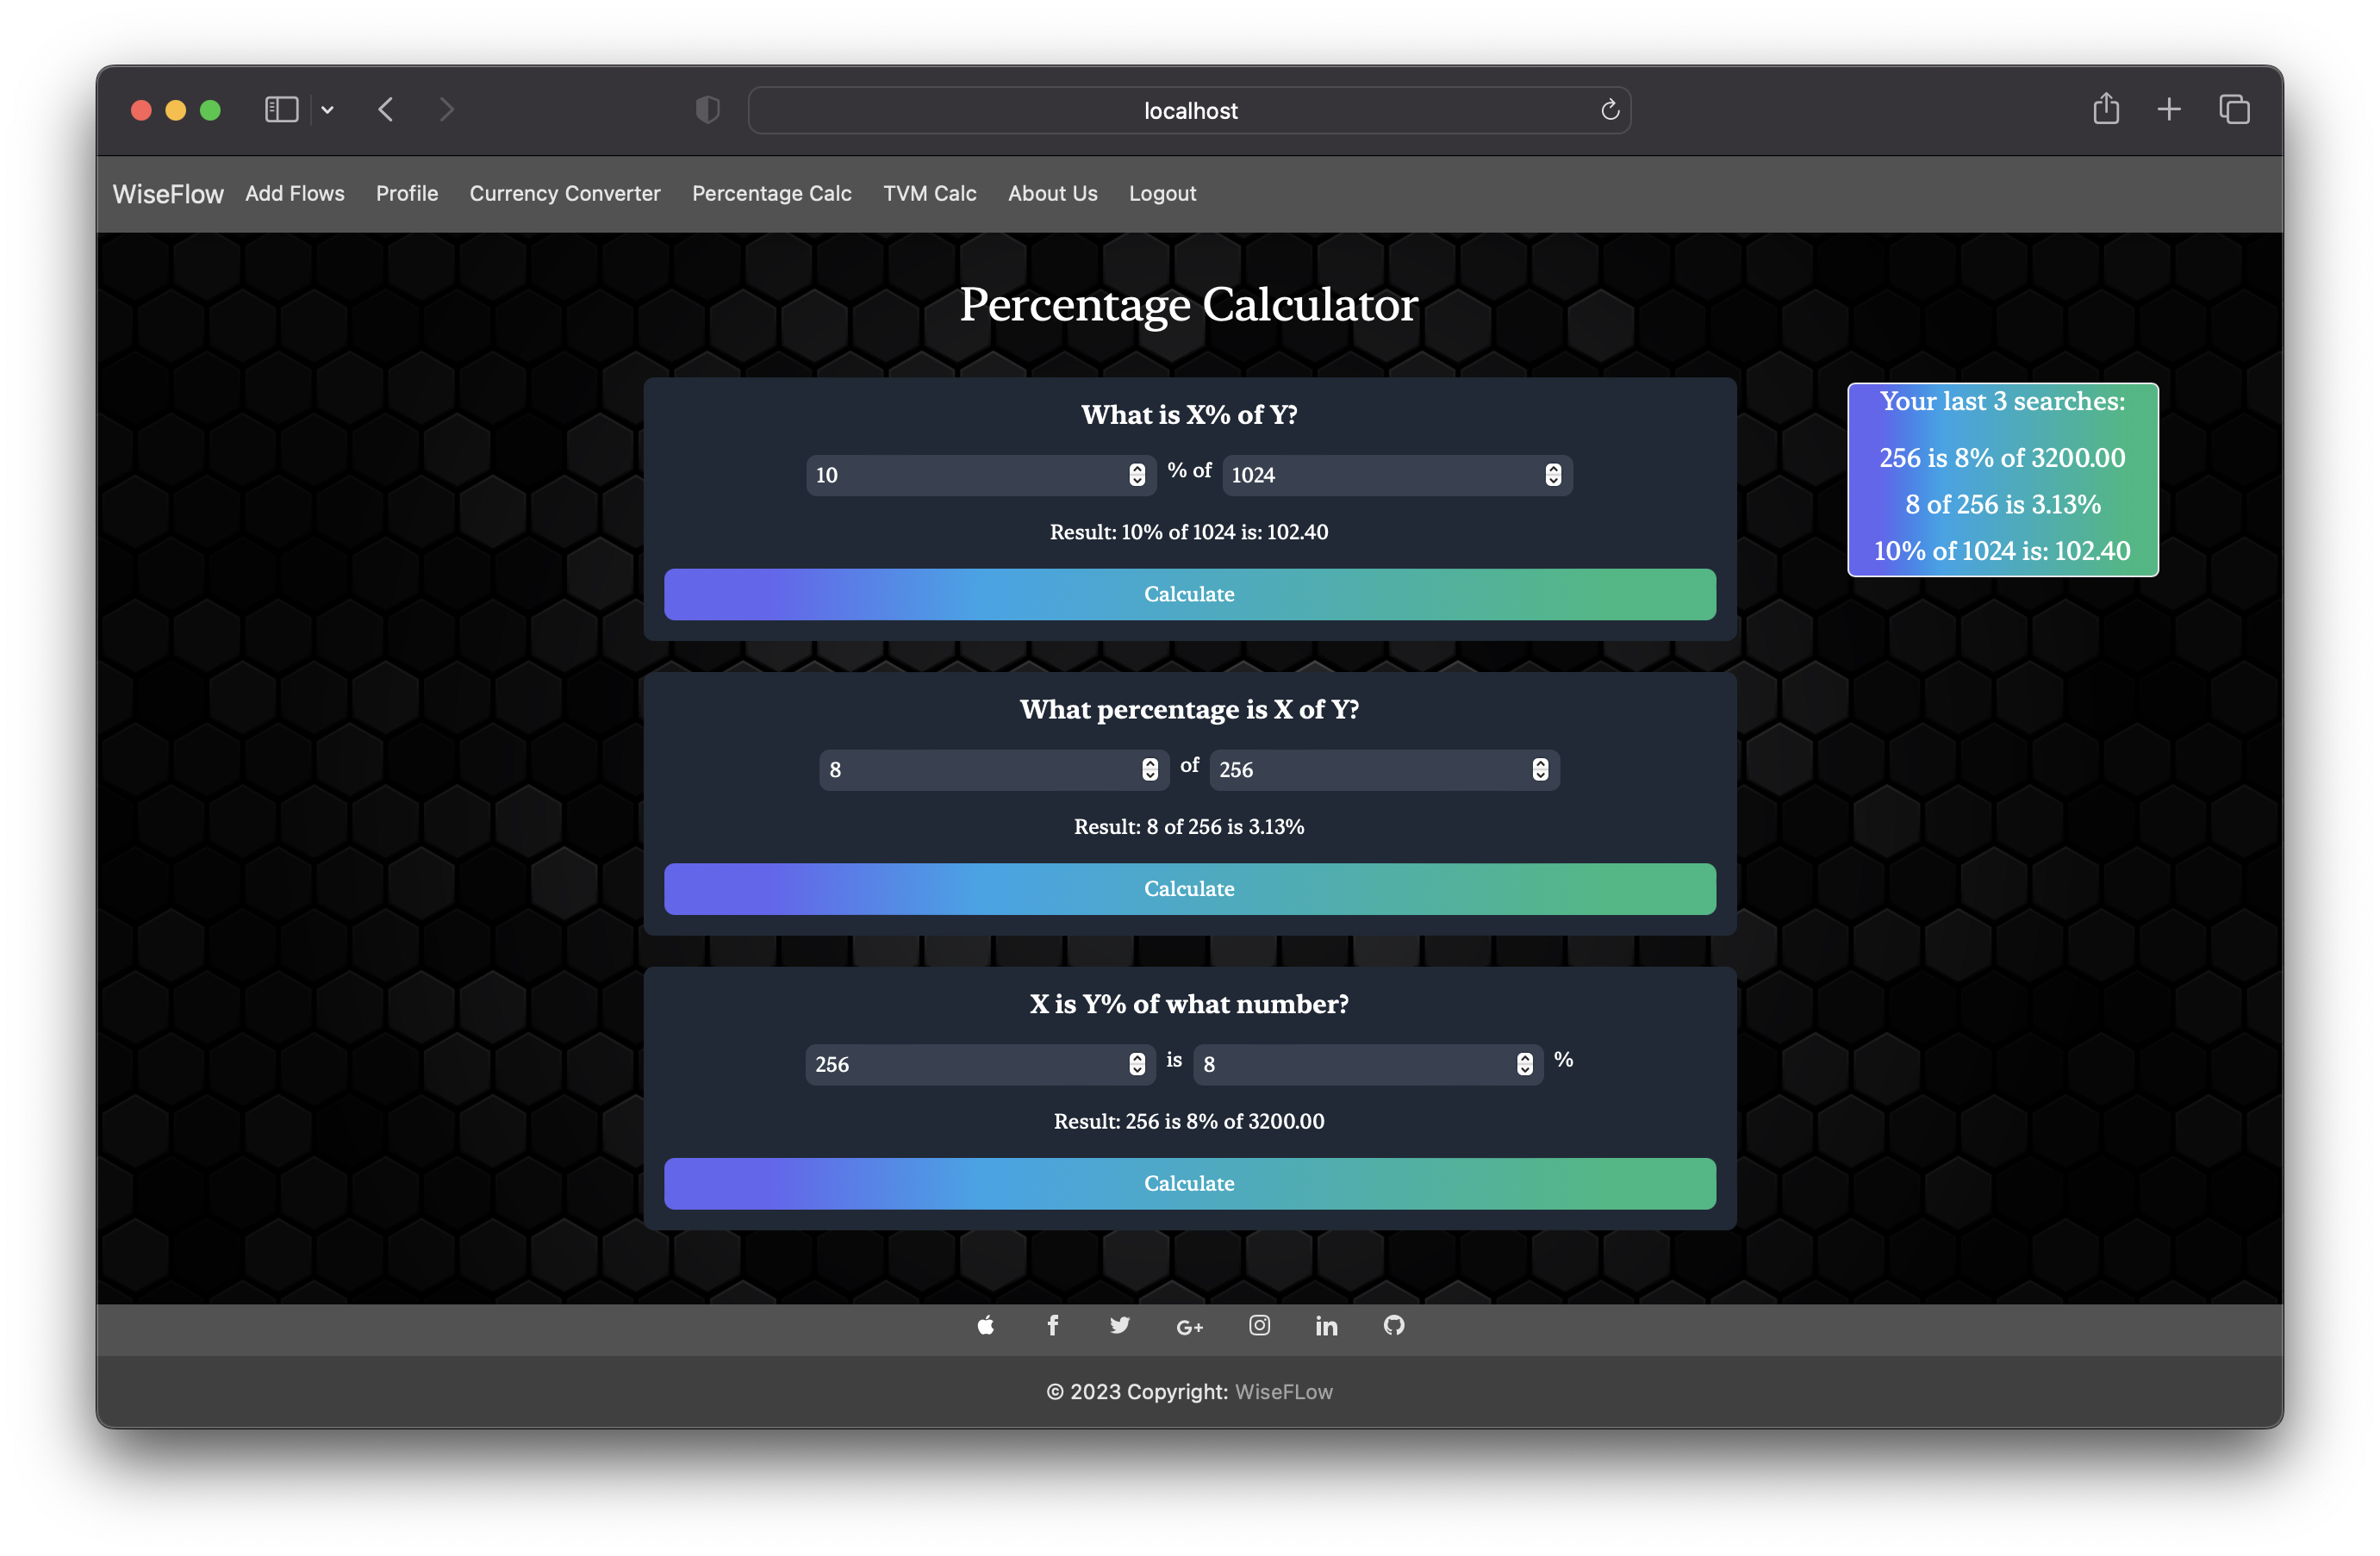 localhost
WiseFlow Add Flows Profile Currency Converter Percentage Calc TVM Calc About Us Logout
Percentage Calculator
What is X% of Y?
10 % of 1024
Result: 10% of 1024 is: 102.40
Calculate
What percentage is X of Y?
8 of 256
Result: 8 of 256 is 3.13%
Calculate
X is Y% of what number?
256 is 8 %
Result: 256 is 8% of 3200.00
Calculate
Your last 3 searches:
256 is 8% of 3200.00
8 of 256 is 3.13%
10% of 1024 is: 102.40
f G+ in
© 2023 Copyright: WiseFLow